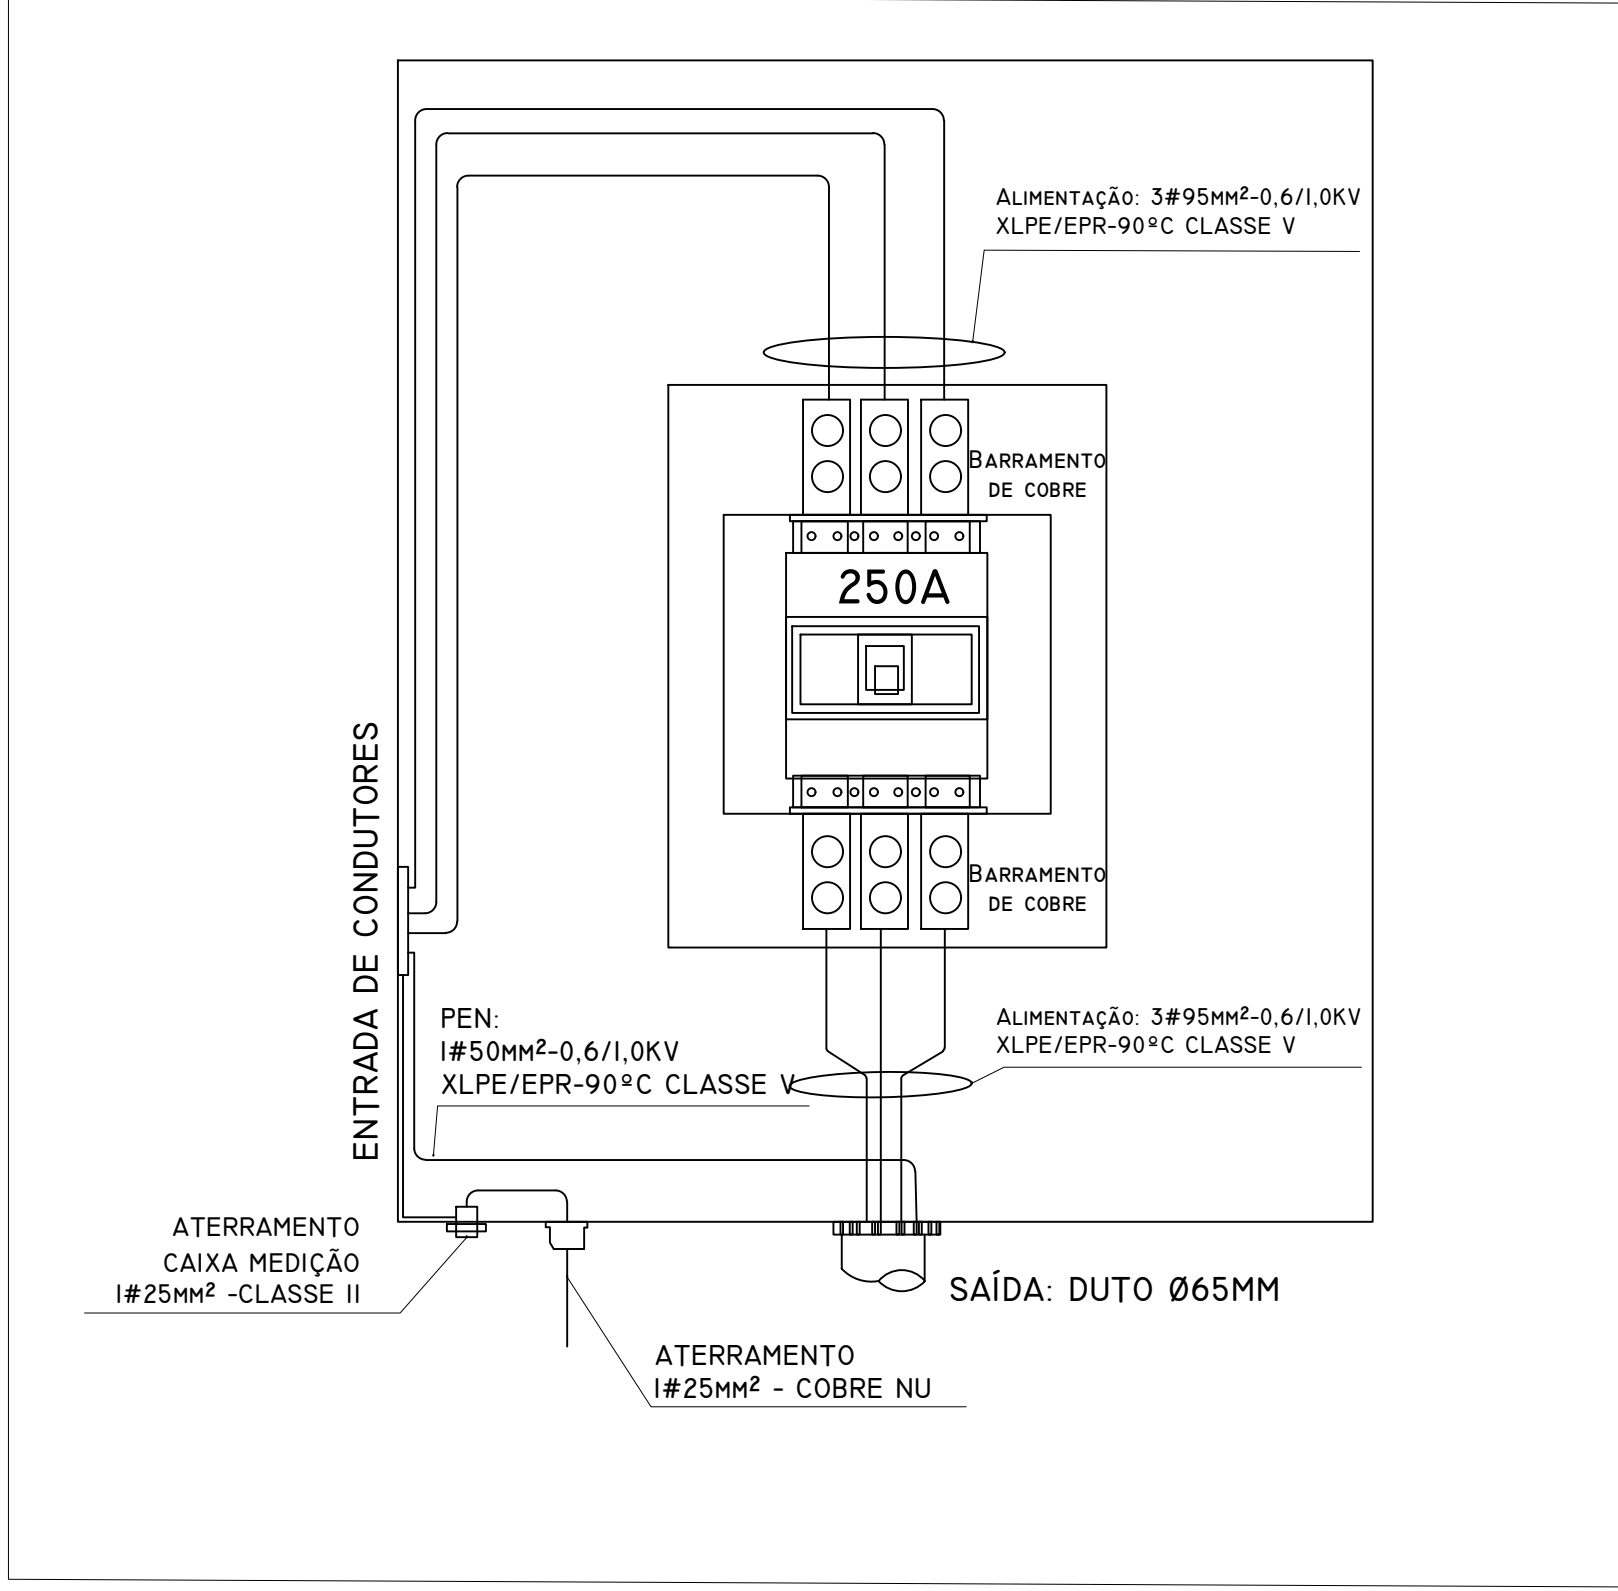 Alimentação: 3#95mm²-0,6/1,0KV
XLPE/EPR-90ºC CLASSE V
Barramento
de cobre
250A
ENTRADA DE CONDUTORES
Barramento
de cobre
PEN:
1#50mm²-0,6/1,0KV
XLPE/EPR-90ºC CLASSE V
Alimentação: 3#95mm²-0,6/1,0KV
XLPE/EPR-90ºC CLASSE V
ATERRAMENTO
CAIXA MEDIÇÃO
1#25mm² -CLASSE II
SAÍDA: DUTO Ø65MM
ATERRAMENTO
1#25mm² - COBRE NU